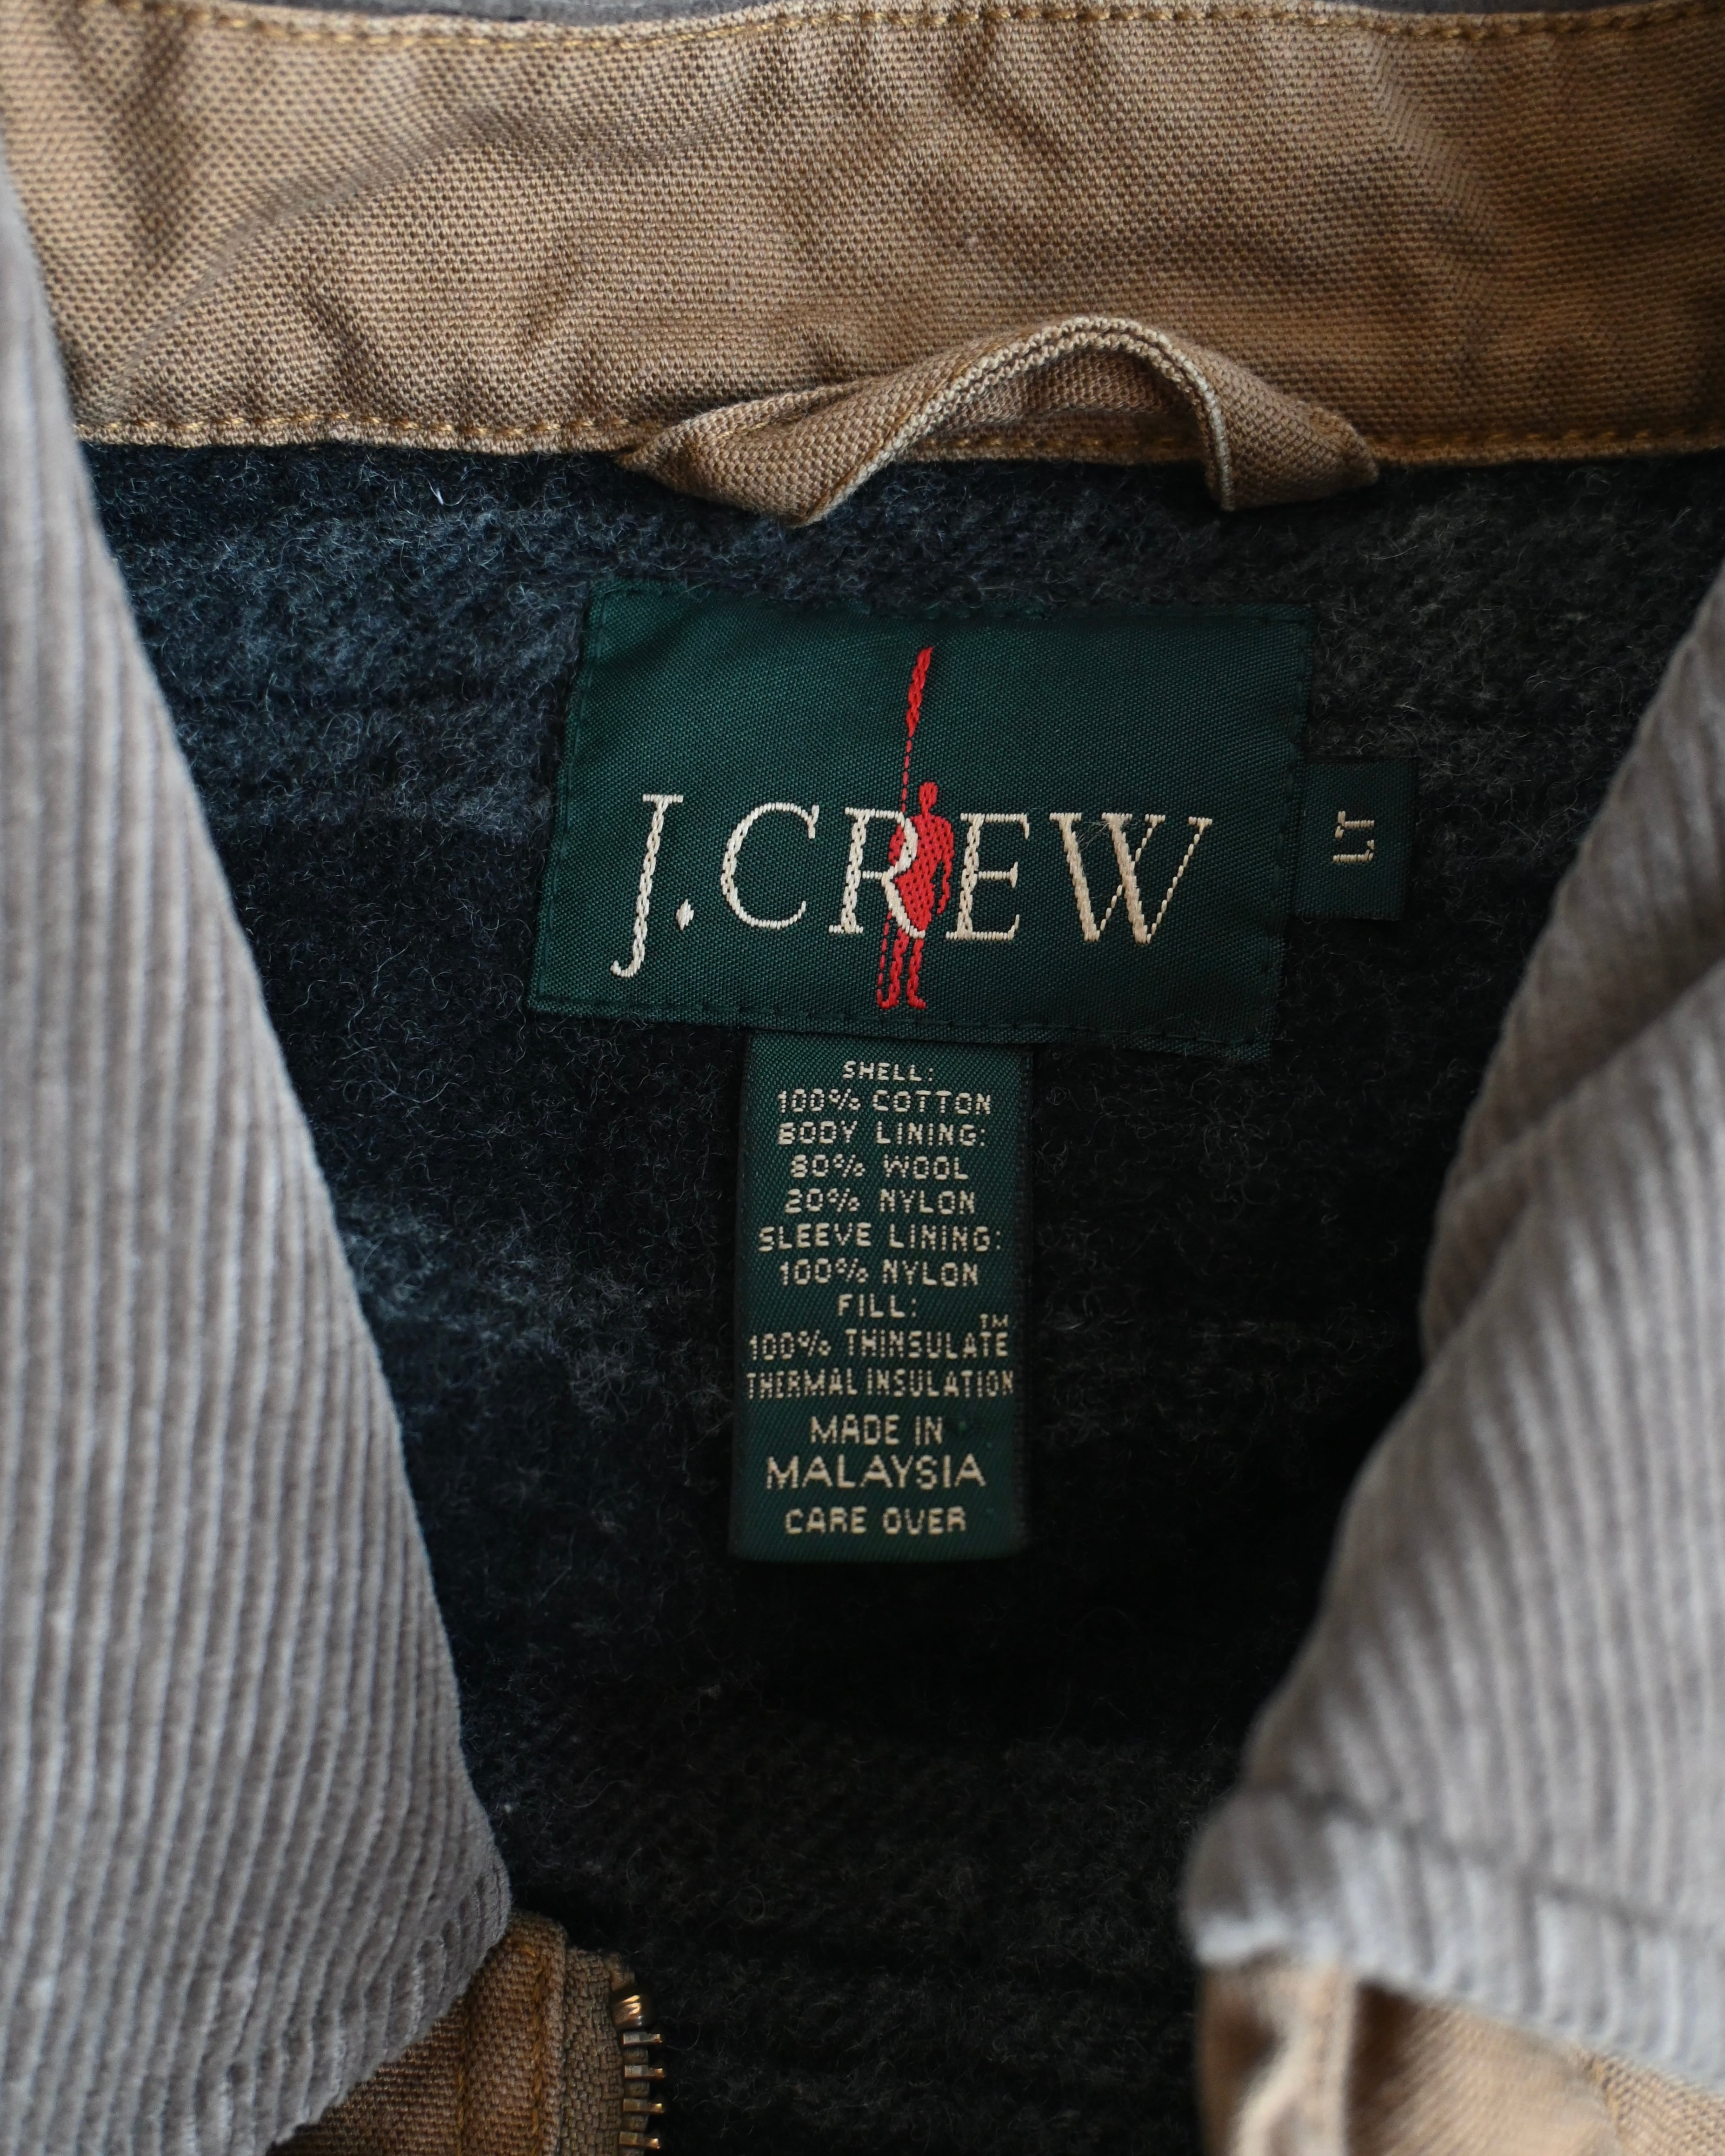 J.CREW
LT
SHELL:
100% COTTON
BODY LINING:
80% WOOL
20% NYLON
SLEEVE LINING:
100% NYLON
FILL:
100% THINSULATE™
THERMAL INSULATION
MADE IN
MALAYSIA
CARE OVER